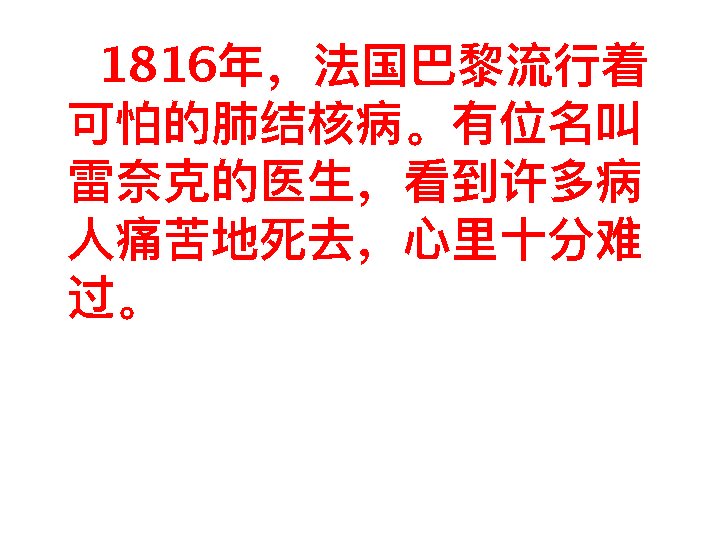 1816年，法国巴黎流行着
可怕的肺结核病。有位名叫
雷奈克的医生，看到许多病
人痛苦地死去，心里十分难
过。